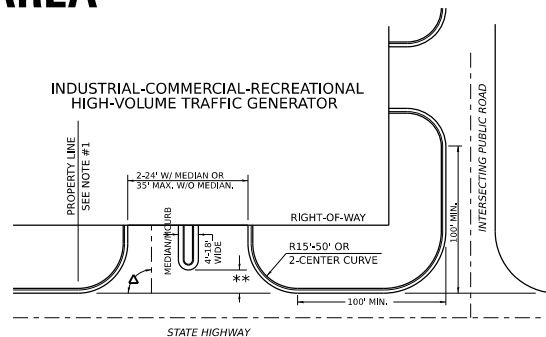 AREA
INDUSTRIAL-COMMERCIAL-RECREATIONAL
HIGH-VOLUME TRAFFIC GENERATOR
PROPERTY LINE
SEE NOTE #1
2-24' W/ MEDIAN OR
35' MAX. W/O MEDIAN.
MEDIAN/CURB
4'-18'
WIDE
RIGHT-OF-WAY
R15'-50' OR
2-CENTER CURVE
**
Δ
100' MIN.
100' MIN.
INTERSECTING PUBLIC ROAD
STATE HIGHWAY